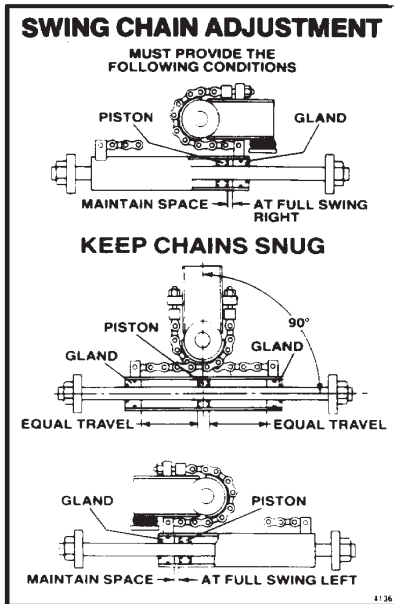 SWING CHAIN ADJUSTMENT
MUST PROVIDE THE
FOLLOWING CONDITIONS
PISTON
GLAND
MAINTAIN SPACE
AT FULL SWING
RIGHT
KEEP CHAINS SNUG
90°
PISTON
GLAND
GLAND
EQUAL TRAVEL
EQUAL TRAVEL
GLAND
PISTON
MAINTAIN SPACE
AT FULL SWING LEFT
4136